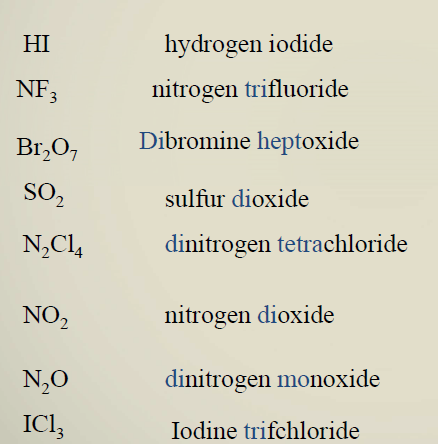 HI hydrogen iodide
NF₃ nitrogen trifluoride
Br₂O₇ Dibromine heptoxide
SO₂ sulfur dioxide
N₂Cl₄ dinitrogen tetrachloride
NO₂ nitrogen dioxide
N₂O dinitrogen monoxide
ICl₃ Iodine trifchloride